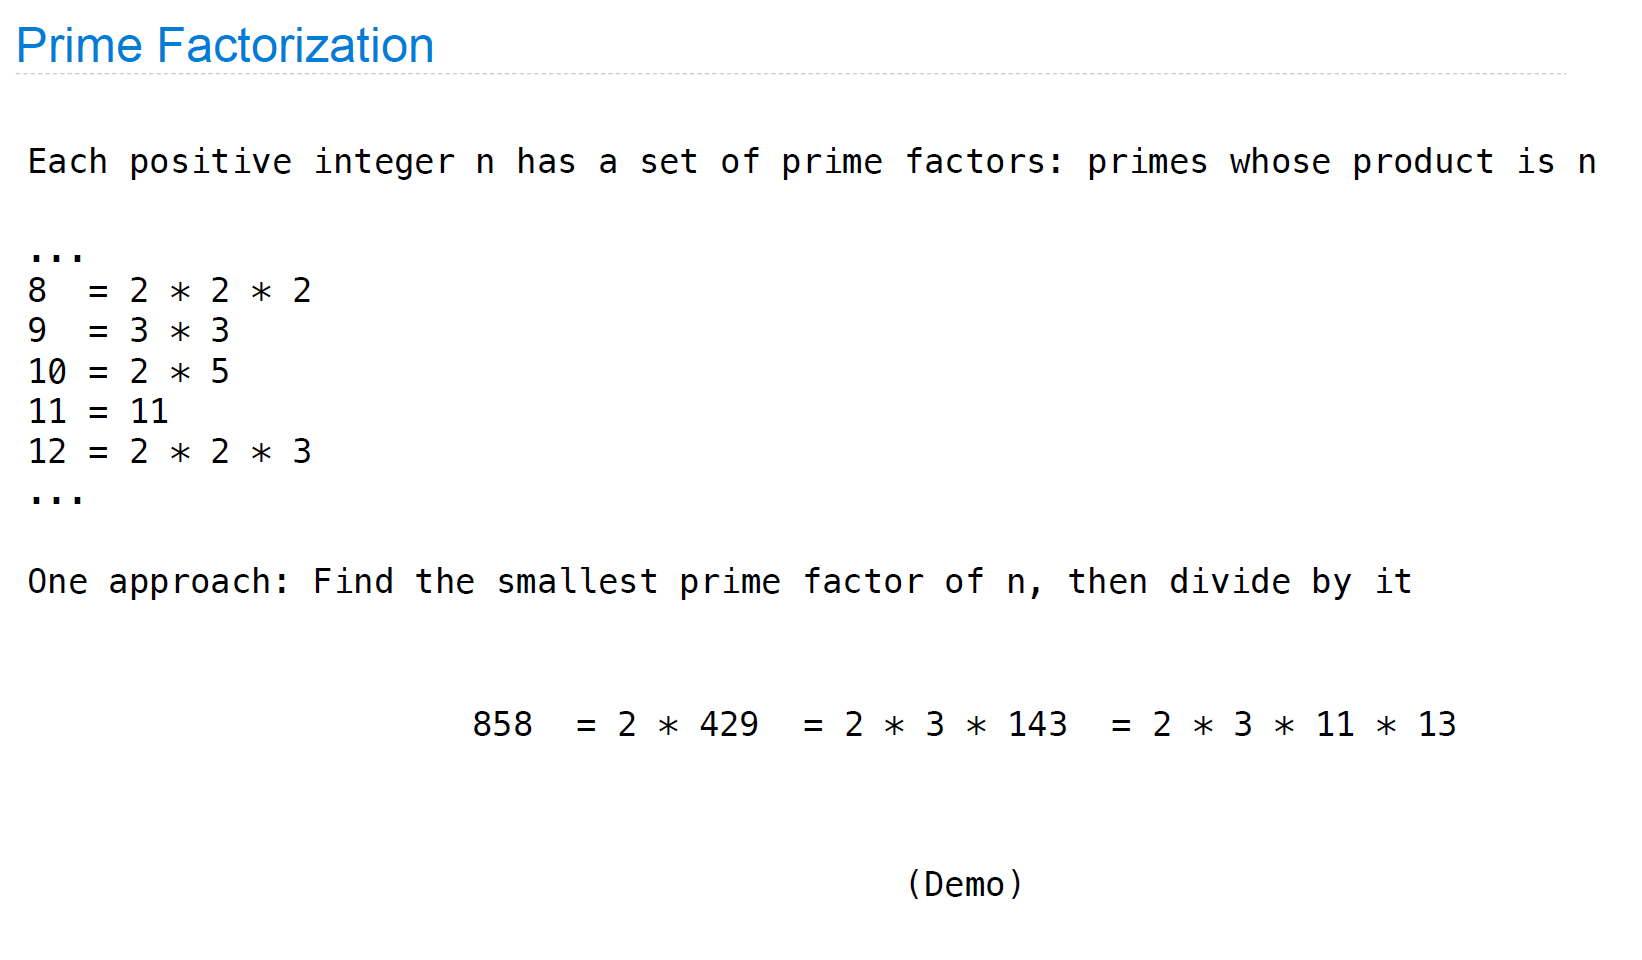 Prime Factorization
Each positive integer n has a set of prime factors: primes whose product is n
...
8  = 2 * 2 * 2
9  = 3 * 3
10 = 2 * 5
11 = 11
12 = 2 * 2 * 3
...
One approach: Find the smallest prime factor of n, then divide by it
858  = 2 * 429  = 2 * 3 * 143  = 2 * 3 * 11 * 13
(Demo)